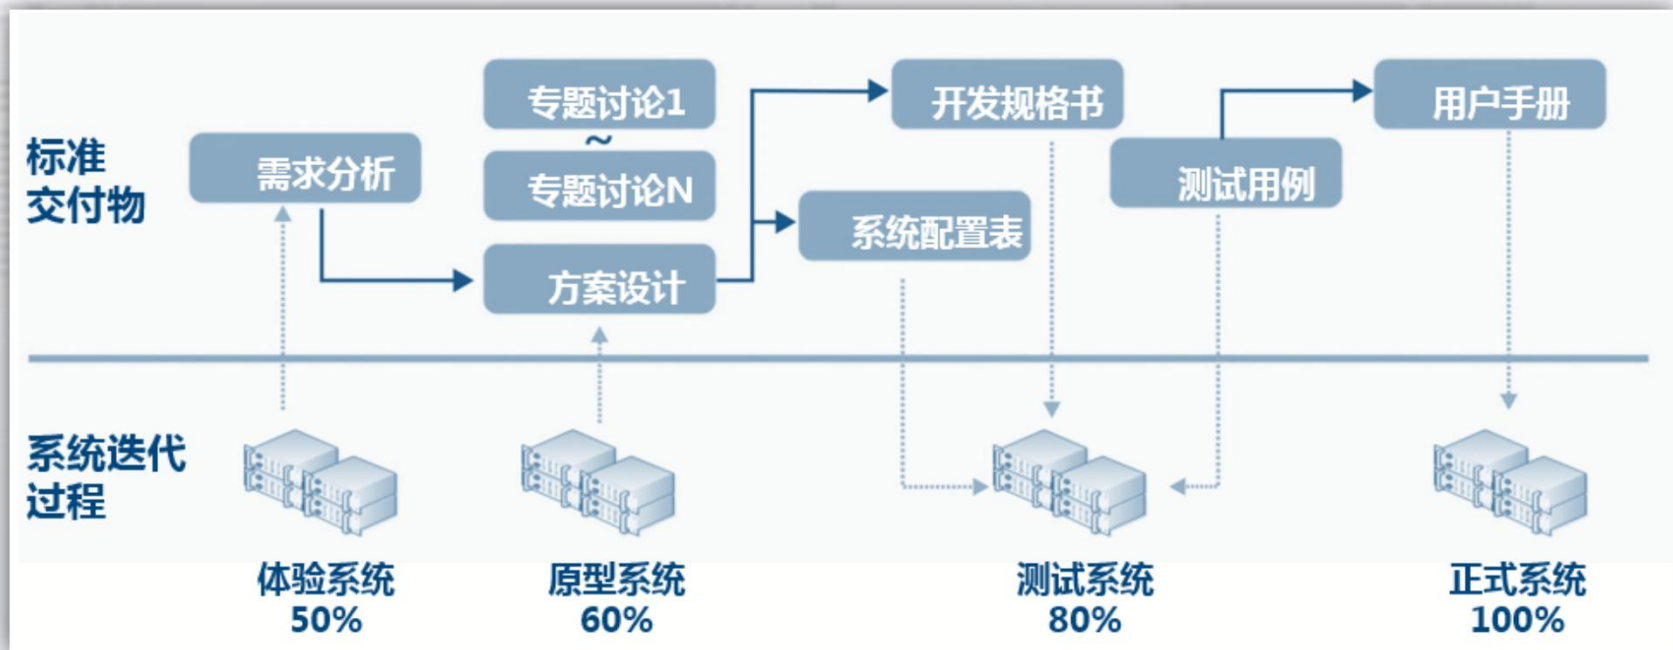 标准
交付物
需求分析
专题讨论1
~
专题讨论N
方案设计
开发规格书
系统配置表
测试用例
用户手册
系统迭代
过程
体验系统
50%
原型系统
60%
测试系统
80%
正式系统
100%